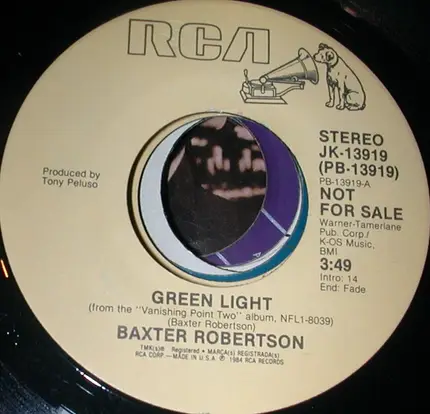 RCA
STEREO
JK-13919
(PB-13919)
PB-13919-A
NOT
FOR SALE
Warner-Tamerlane
Pub. Corp./
K-OS Music,
BMI
3:49
Intro: 14
End: Fade
Produced by
Tony Peluso
GREEN LIGHT
(from the "Vanishing Point Two" album, NFL1-8039)
(Baxter Robertson)
BAXTER ROBERTSON
TMK(s)® Registered • MARCA(s) REGISTRADA(s)
RCA CORP.—MADE IN U.S.A. ℗ 1984 RCA RECORDS